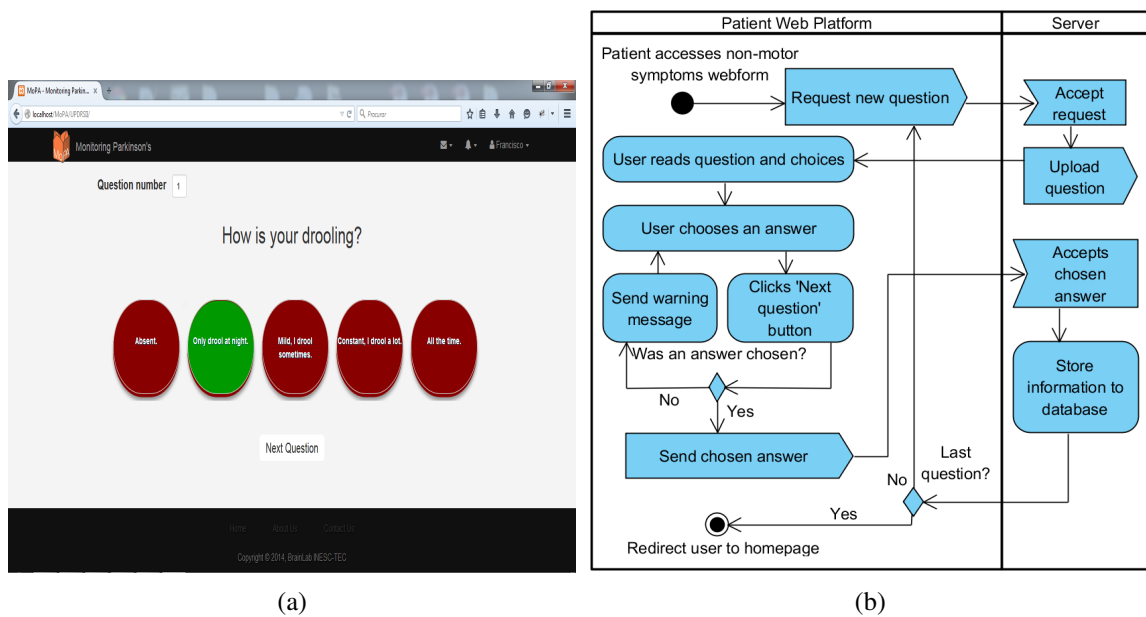 MoPA - Monitoring Parkin...
localhost/MoPA/UPDRSII/
Procurar
MoPA
Monitoring Parkinson's
Francisco
Question number 1
How is your drooling?
Absent.
Only drool at night.
Mild, I drool
sometimes.
Constant, I drool a lot.
All the time.
Next Question
Home About Us Contact Us
Copyright © 2014, BrainLab INESC-TEC
(a)
Patient Web Platform
Server
Patient accesses non-motor
symptoms webform
Request new question
Accept
request
User reads question and choices
Upload
question
User chooses an answer
Send warning
message
Clicks 'Next
question'
button
Accepts
chosen
answer
Was an answer chosen?
No
Yes
Store
information to
database
Send chosen answer
Last
question?
No
Yes
Redirect user to homepage
(b)